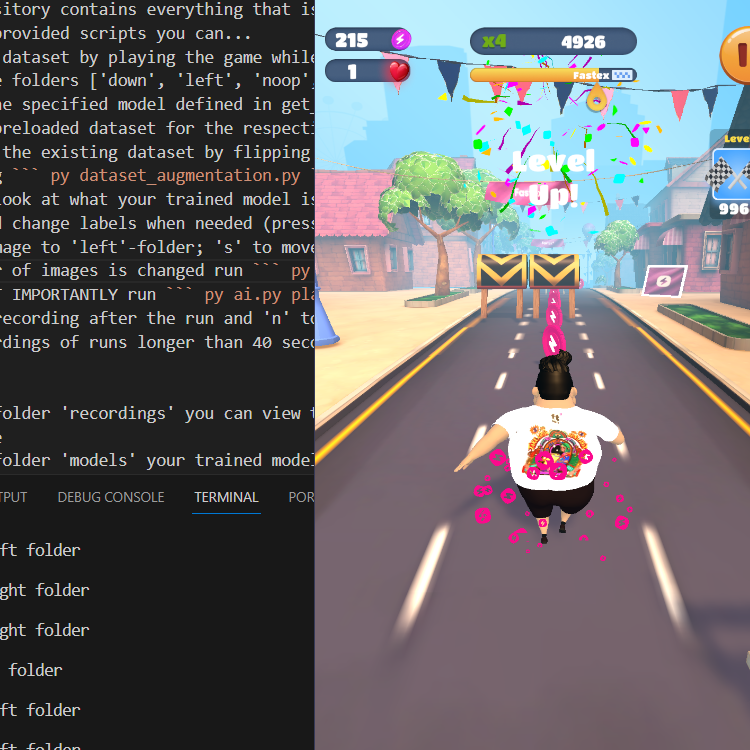 sitory contains everything that is
provided scripts you can...
dataset by playing the game while
e folders ['down', 'left', 'noop'
he specified model defined in get_
preloaded dataset for the respecti
the existing dataset by flipping
g ``` py dataset_augmentation.py
look at what your trained model is
d change labels when needed (press
mage to 'left'-folder; 's' to move
r of images is changed run ``` py
T IMPORTANTLY run ``` py ai.py pla
recording after the run and 'n' to
rdings of runs longer than 40 seco
folder 'recordings' you can view t
e
folder 'models' your trained model
TPUT DEBUG CONSOLE TERMINAL POR
ft folder
ght folder
ght folder
folder
ft folder
ft folder
215
1
x4 4926
Fastex
Level
Up!
Leve
996